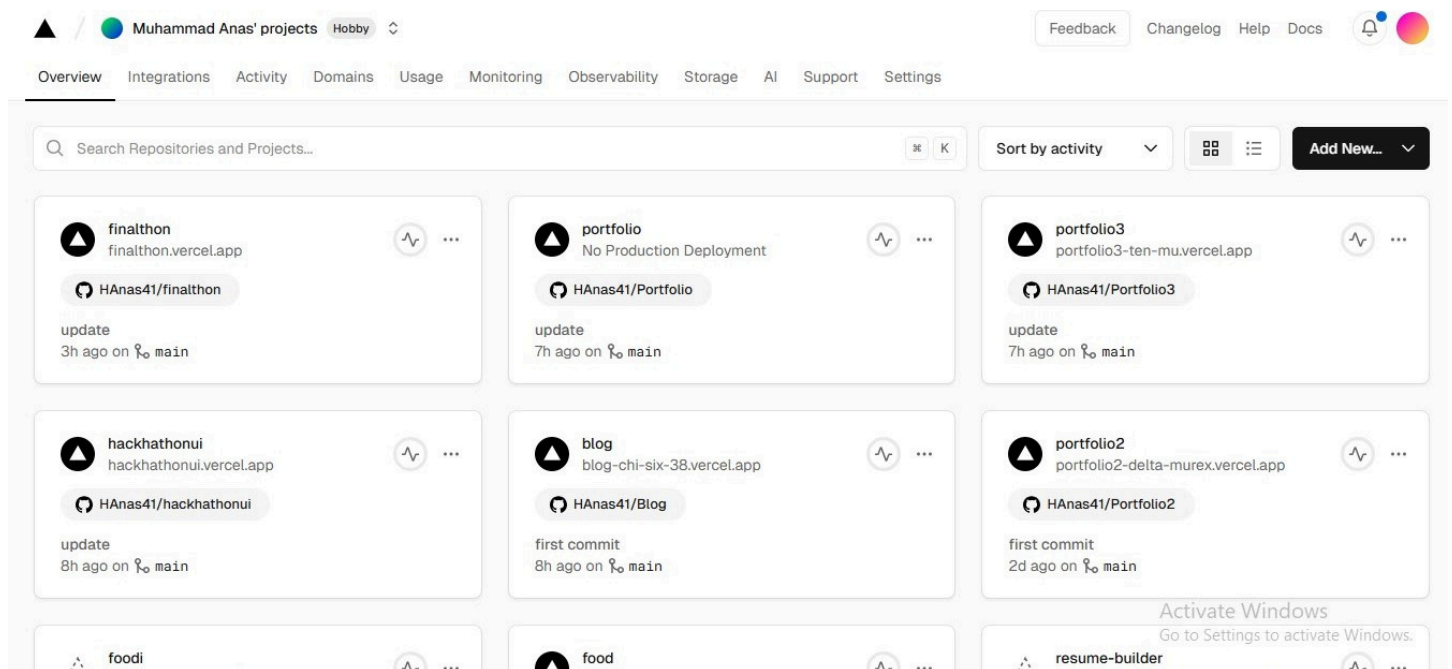 Muhammad Anas' projects Hobby
Feedback Changelog Help Docs
Overview Integrations Activity Domains Usage Monitoring Observability Storage AI Support Settings
Search Repositories and Projects...
⌘ K
Sort by activity
Add New...
finalthon
finalthon.vercel.app
HAnas41/finalthon
update
3h ago on main
portfolio
No Production Deployment
HAnas41/Portfolio
update
7h ago on main
portfolio3
portfolio3-ten-mu.vercel.app
HAnas41/Portfolio3
update
7h ago on main
hackhathonui
hackhathonui.vercel.app
HAnas41/hackhathonui
update
8h ago on main
blog
blog-chi-six-38.vercel.app
HAnas41/Blog
first commit
8h ago on main
portfolio2
portfolio2-delta-murex.vercel.app
HAnas41/Portfolio2
first commit
2d ago on main
foodi
food
resume-builder
Activate Windows
Go to Settings to activate Windows.